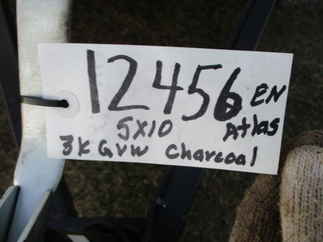 12456 EN
5X10 Atlas
3K GVW Charcoal